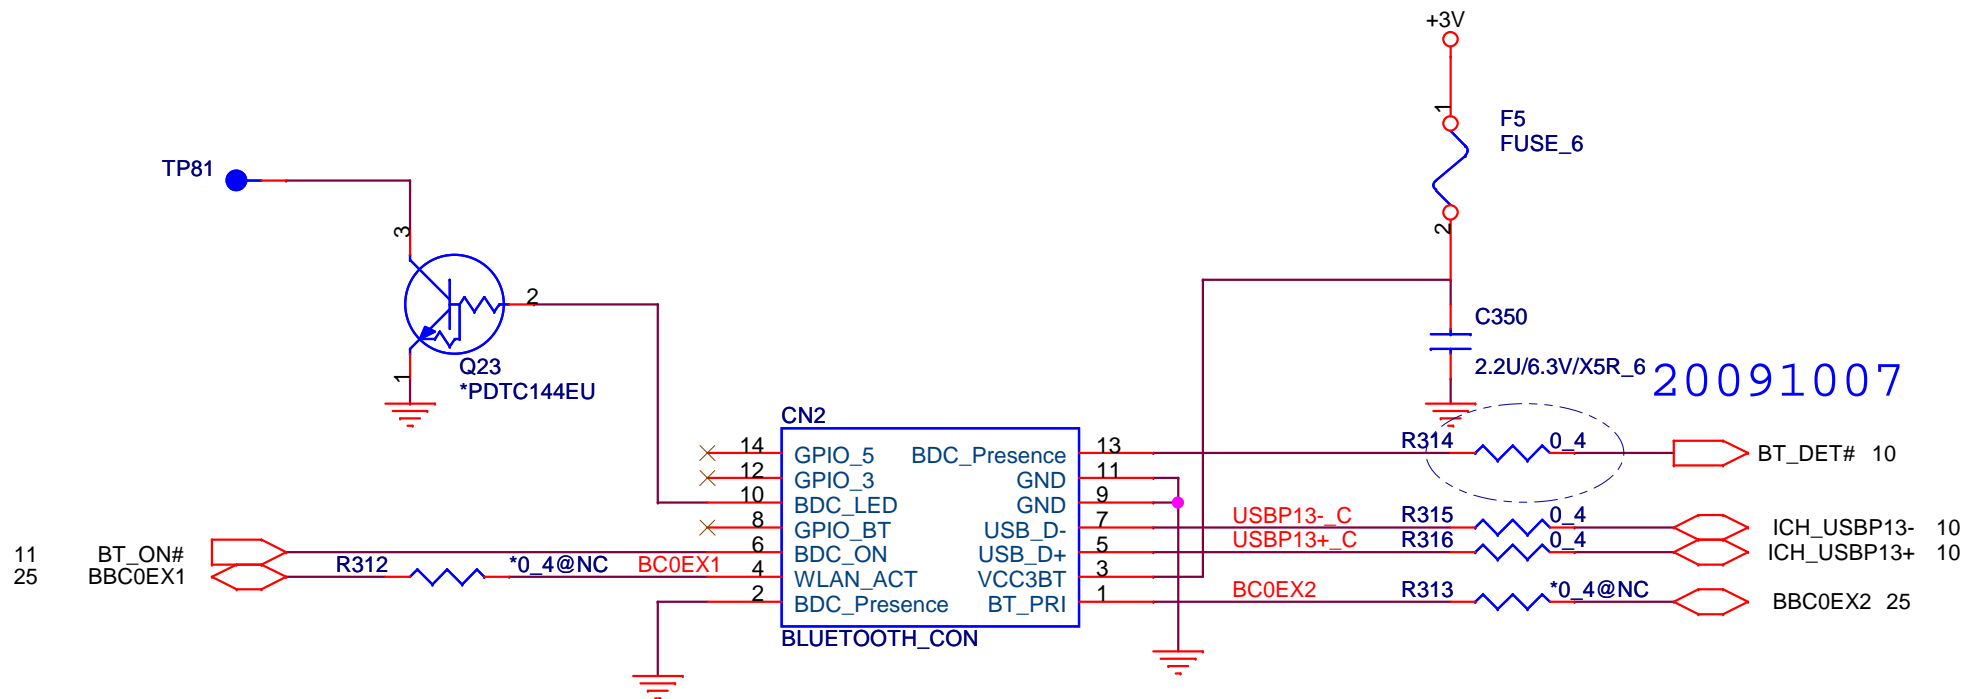 +3V
1
F5
FUSE_6
TP81
3
2
2
C350
2.2U/6.3V/X5R_6
20091007
Q23
*PDTC144EU
1
CN2
14 GPIO_5 BDC_Presence 13 R314 0_4 BT_DET# 10
12 GPIO_3 GND 11
10 BDC_LED GND 9
8 GPIO_BT USB_D- 7 USBP13-_C R315 0_4 ICH_USBP13- 10
11 BT_ON# 6 BDC_ON USB_D+ 5 USBP13+_C R316 0_4 ICH_USBP13+ 10
25 BBC0EX1 R312 *0_4@NC BC0EX1 4 WLAN_ACT VCC3BT 3
2 BDC_Presence BT_PRI 1 BC0EX2 R313 *0_4@NC BBC0EX2 25
BLUETOOTH_CON